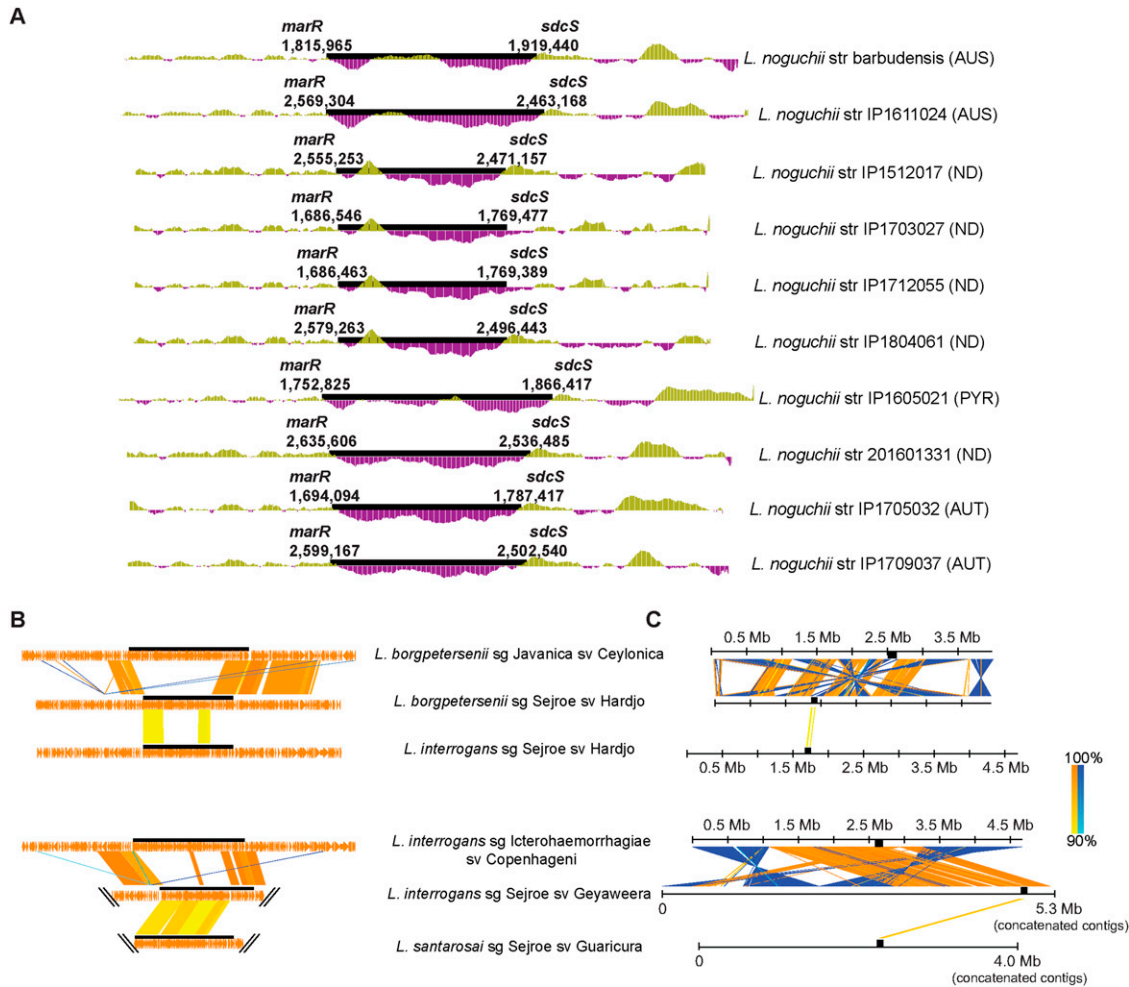 A
marR sdcS
1,815,965 1,919,440
L. noguchii str barbudensis (AUS)
marR sdcS
2,569,304 2,463,168
L. noguchii str IP1611024 (AUS)
marR sdcS
2,555,253 2,471,157
L. noguchii str IP1512017 (ND)
marR sdcS
1,686,546 1,769,477
L. noguchii str IP1703027 (ND)
marR sdcS
1,686,463 1,769,389
L. noguchii str IP1712055 (ND)
marR sdcS
2,579,263 2,496,443
L. noguchii str IP1804061 (ND)
marR sdcS
1,752,825 1,866,417
L. noguchii str IP1605021 (PYR)
marR sdcS
2,635,606 2,536,485
L. noguchii str 201601331 (ND)
marR sdcS
1,694,094 1,787,417
L. noguchii str IP1705032 (AUT)
marR sdcS
2,599,167 2,502,540
L. noguchii str IP1709037 (AUT)
B
L. borgpetersenii sg Javanica sv Ceylonica
L. borgpetersenii sg Sejroe sv Hardjo
L. interrogans sg Sejroe sv Hardjo
L. interrogans sg Icterohaemorrhagiae
sv Copenhageni
L. interrogans sg Sejroe sv Geyaweera
L. santarosai sg Sejroe sv Guaricura
C
0.5 Mb 1.5 Mb 2.5 Mb 3.5 Mb
0.5 Mb 1.5 Mb 2.5 Mb 3.5 Mb 4.5 Mb
100%
90%
0.5 Mb 1.5 Mb 2.5 Mb 3.5 Mb 4.5 Mb
0 5.3 Mb
(concatenated contigs)
0 4.0 Mb
(concatenated contigs)